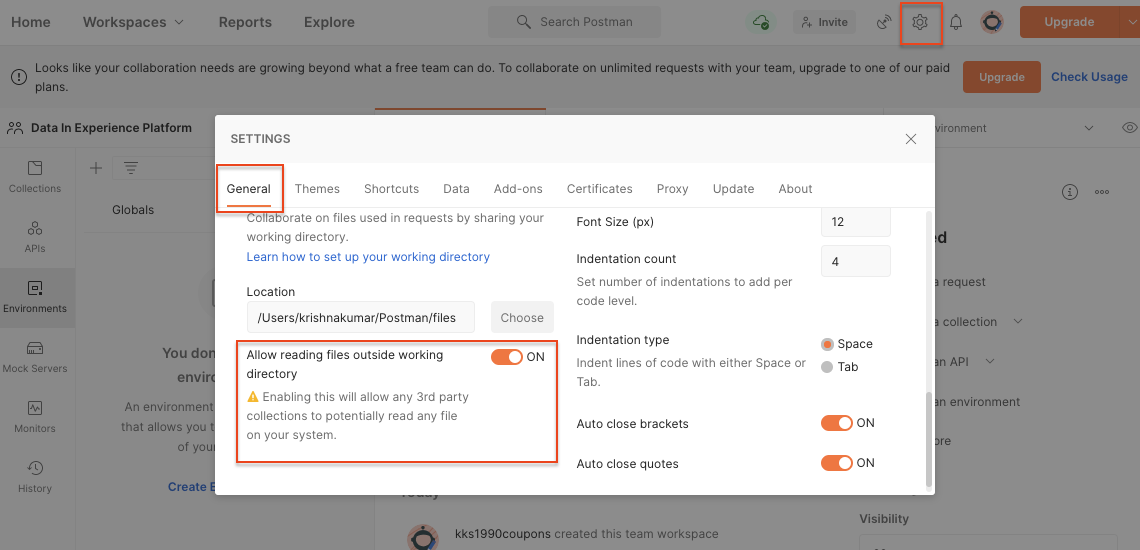 Home Workspaces Reports Explore Search Postman Invite Upgrade
Looks like your collaboration needs are growing beyond what a free team can do. To collaborate on unlimited requests with your team, upgrade to one of our paid
plans.
Upgrade Check Usage
Data In Experience Platform
vironment
Collections
APIs
Environments
Mock Servers
Monitors
History
Globals
You don
enviro
An environment
that allows you t
of your
Create E
SETTINGS
General Themes Shortcuts Data Add-ons Certificates Proxy Update About
Collaborate on files used in requests by sharing your
working directory.
Learn how to set up your working directory
Location
/Users/krishnakumar/Postman/files Choose
Allow reading files outside working
directory
ON
Enabling this will allow any 3rd party
collections to potentially read any file
on your system.
Font Size (px) 12
Indentation count 4
Set number of indentations to add per
code level.
Indentation type
Indent lines of code with either Space or
Tab.
Space
Tab
Auto close brackets ON
Auto close quotes ON
ed
a request
a collection
an API
an environment
ore
Today
kks1990coupons created this team workspace
Visibility